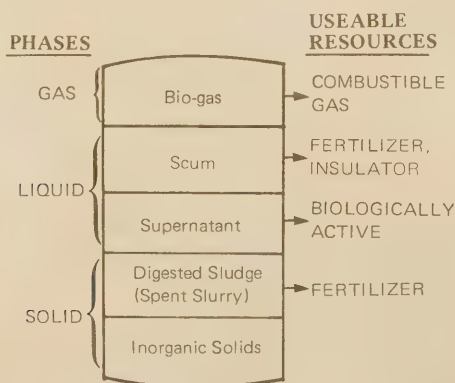 PHASES
USEABLE
RESOURCES
GAS
Bio-gas
COMBUSTIBLE
GAS
LIQUID
Scum
FERTILIZER,
INSULATOR
Supernatant
BIOLOGICALLY
ACTIVE
SOLID
Digested Sludge
(Spent Slurry)
FERTILIZER
Inorganic Solids